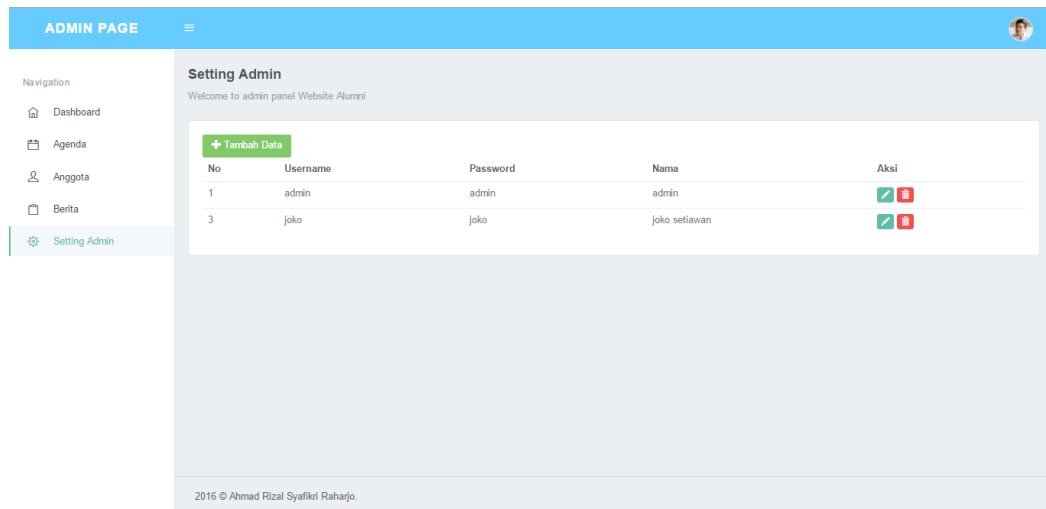 ADMIN PAGE
Navigation
Dashboard
Agenda
Anggota
Berita
Setting Admin
Setting Admin
Welcome to admin panel Website Alumni
Tambah Data
No Username Password Nama Aksi
1 admin admin admin
3 joko joko joko setiawan
2016 © Ahmad Rizal Syafikri Raharjo.